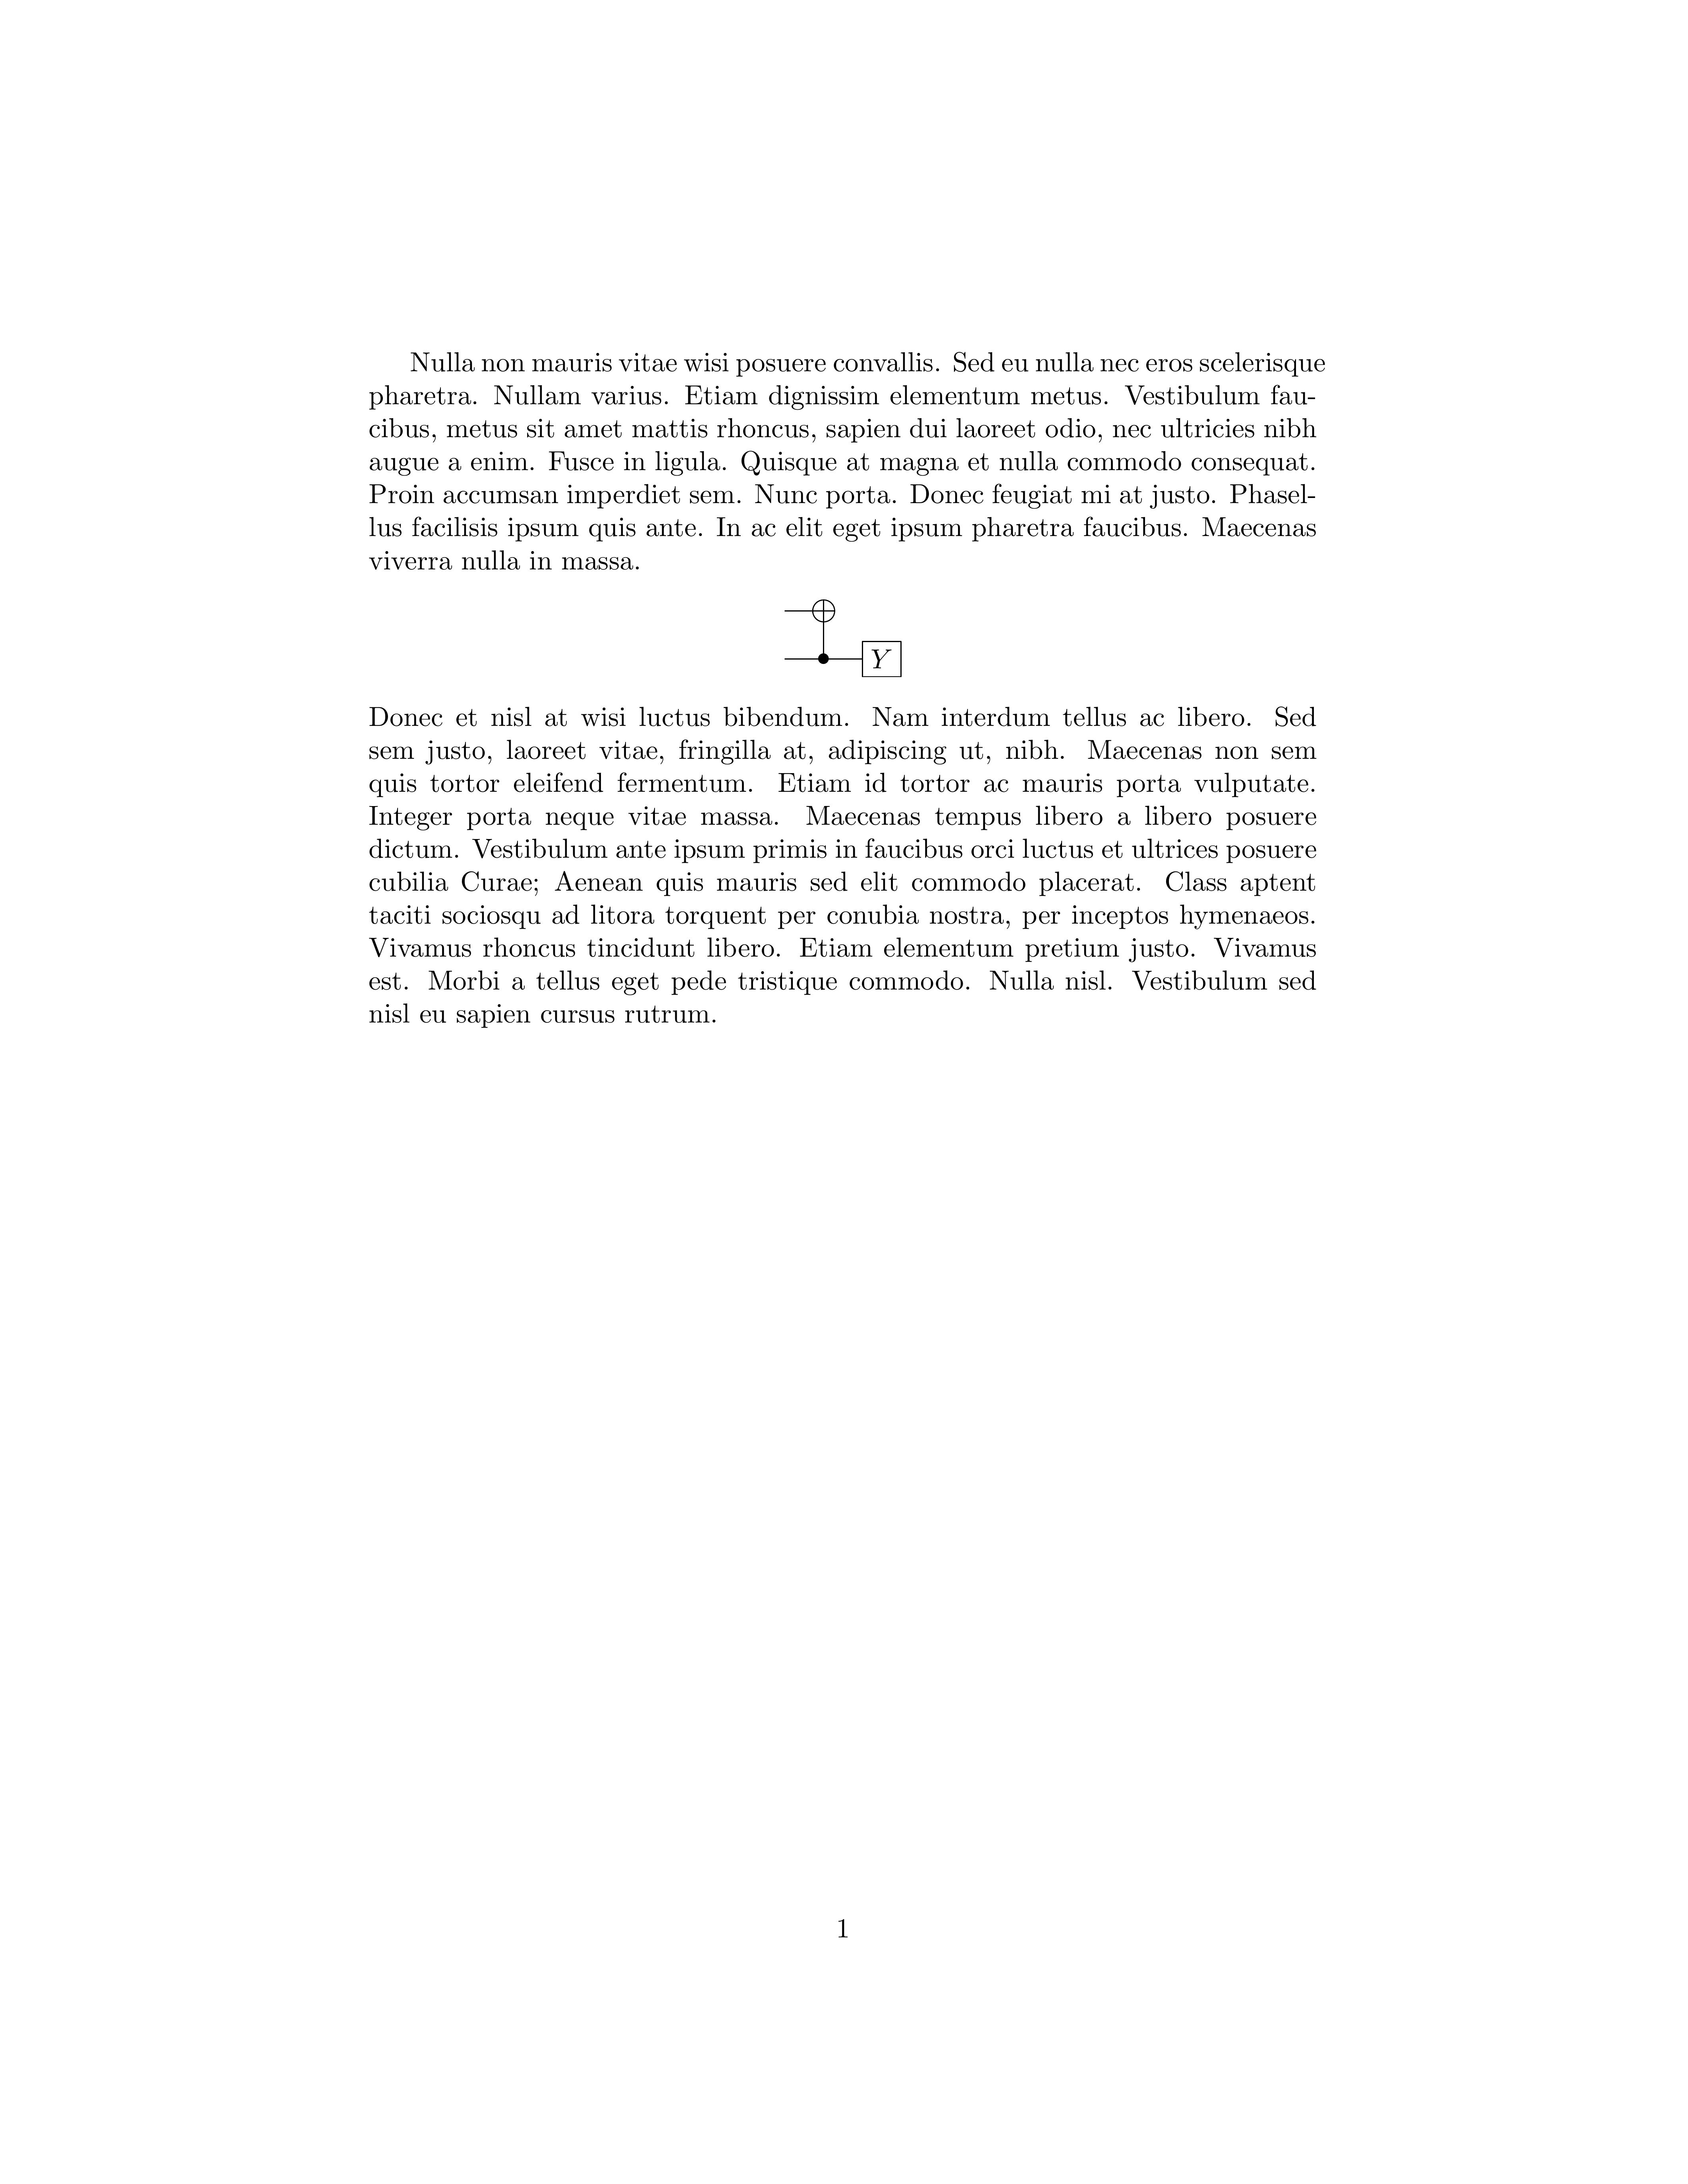 Nulla non mauris vitae wisi posuere convallis. Sed eu nulla nec eros scelerisque
pharetra. Nullam varius. Etiam dignissim elementum metus. Vestibulum fau-
cibus, metus sit amet mattis rhoncus, sapien dui laoreet odio, nec ultricies nibh
augue a enim. Fusce in ligula. Quisque at magna et nulla commodo consequat.
Proin accumsan imperdiet sem. Nunc porta. Donec feugiat mi at justo. Phasel-
lus facilisis ipsum quis ante. In ac elit eget ipsum pharetra faucibus. Maecenas
viverra nulla in massa.
Y
Donec et nisl at wisi luctus bibendum. Nam interdum tellus ac libero. Sed
sem justo, laoreet vitae, fringilla at, adipiscing ut, nibh. Maecenas non sem
quis tortor eleifend fermentum. Etiam id tortor ac mauris porta vulputate.
Integer porta neque vitae massa. Maecenas tempus libero a libero posuere
dictum. Vestibulum ante ipsum primis in faucibus orci luctus et ultrices posuere
cubilia Curae; Aenean quis mauris sed elit commodo placerat. Class aptent
taciti sociosqu ad litora torquent per conubia nostra, per inceptos hymenaeos.
Vivamus rhoncus tincidunt libero. Etiam elementum pretium justo. Vivamus
est. Morbi a tellus eget pede tristique commodo. Nulla nisl. Vestibulum sed
nisl eu sapien cursus rutrum.
1